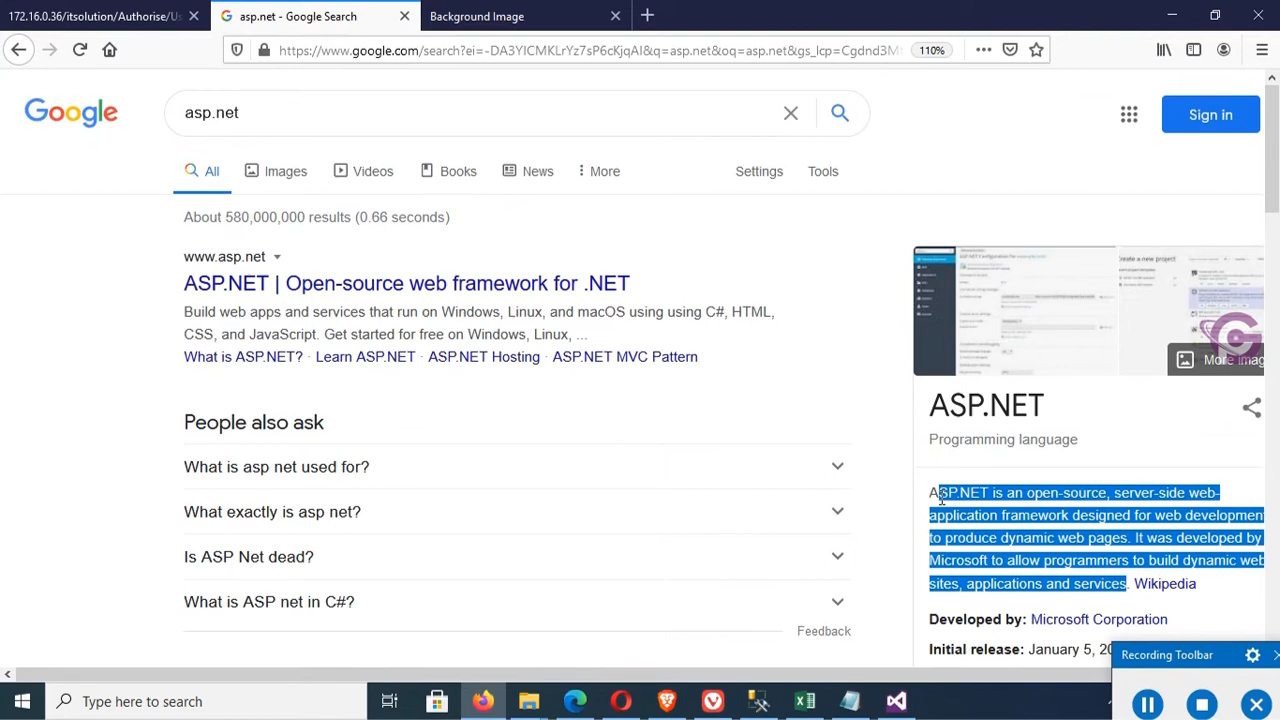 172.16.0.36/itsolution/Authorise/Us
asp.net - Google Search
Background Image
https://www.google.com/search?ei=-DA3YICMKLrYz7sP6cKjqAI&q=asp.net&oq=asp.net&gs_lcp=Cgdnd3M
110%
Google
asp.net
Sign in
All
Images
Videos
Books
News
More
Settings
Tools
About 580,000,000 results (0.66 seconds)
www.asp.net
ASP.NET | Open-source web framework for .NET
Build web apps and services that run on Windows, Linux, and macOS using using C#, HTML,
CSS, and JavaScript. Get started for free on Windows, Linux, ...
What is ASP.NET? · Learn ASP.NET · ASP.NET Hosting · ASP.NET MVC Pattern
People also ask
What is asp net used for?
What exactly is asp net?
Is ASP Net dead?
What is ASP net in C#?
Feedback
More imag
ASP.NET
Programming language
ASP.NET is an open-source, server-side web-
application framework designed for web development
to produce dynamic web pages. It was developed by
Microsoft to allow programmers to build dynamic web
sites, applications and services. Wikipedia
Developed by: Microsoft Corporation
Initial release: January 5, 20
Recording Toolbar
Type here to search